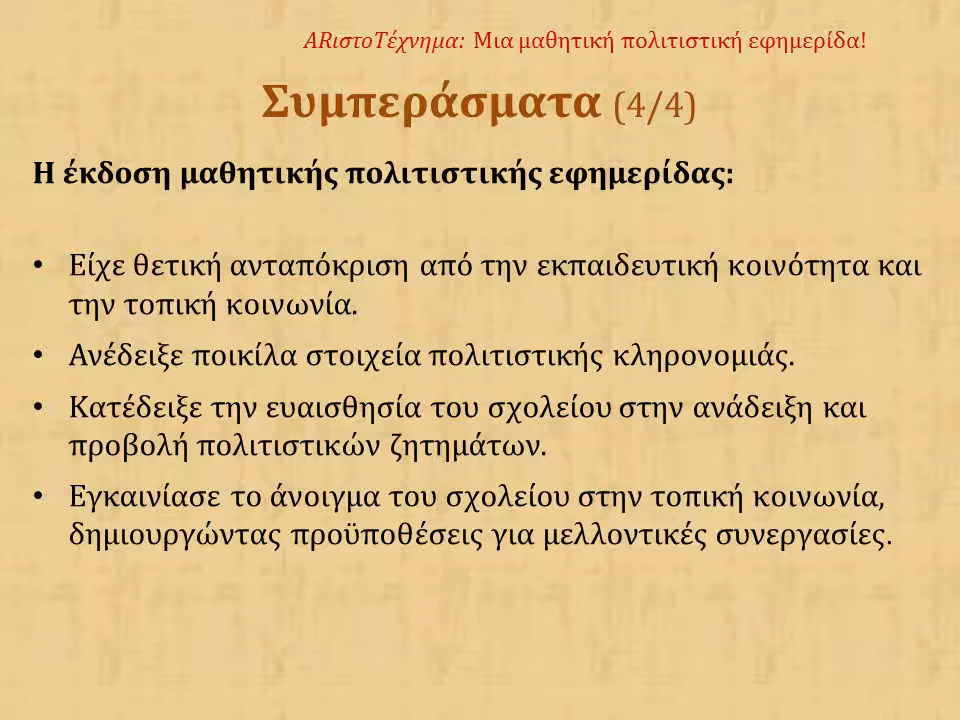 ARιστοΤέχνημα: Μια μαθητική πολιτιστική εφημερίδα!
Συμπεράσματα (4/4)
Η έκδοση μαθητικής πολιτιστικής εφημερίδας:
• Είχε θετική ανταπόκριση από την εκπαιδευτική κοινότητα και
την τοπική κοινωνία.
• Ανέδειξε ποικίλα στοιχεία πολιτιστικής κληρονομιάς.
• Κατέδειξε την ευαισθησία του σχολείου στην ανάδειξη και
προβολή πολιτιστικών ζητημάτων.
• Εγκαινίασε το άνοιγμα του σχολείου στην τοπική κοινωνία,
δημιουργώντας προϋποθέσεις για μελλοντικές συνεργασίες.